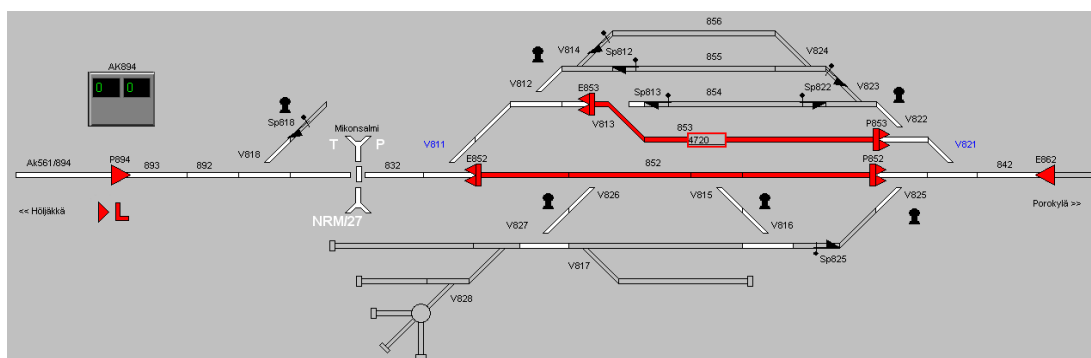 856
V814
Sp812
V824
AK894
0 0
855
V812
V823
E853
Sp813
854
Sp822
Sp818
V822
Mikonsalmi
T P
V811
V813
853
4720
P853
V821
V818
Ak561/894
P894
893
892
832
E852
852
P852
842
E862
L
V826
V815
V825
<< Höljäkkä
NRM/27
V827
V816
Porokylä >>
V817
Sp825
V828